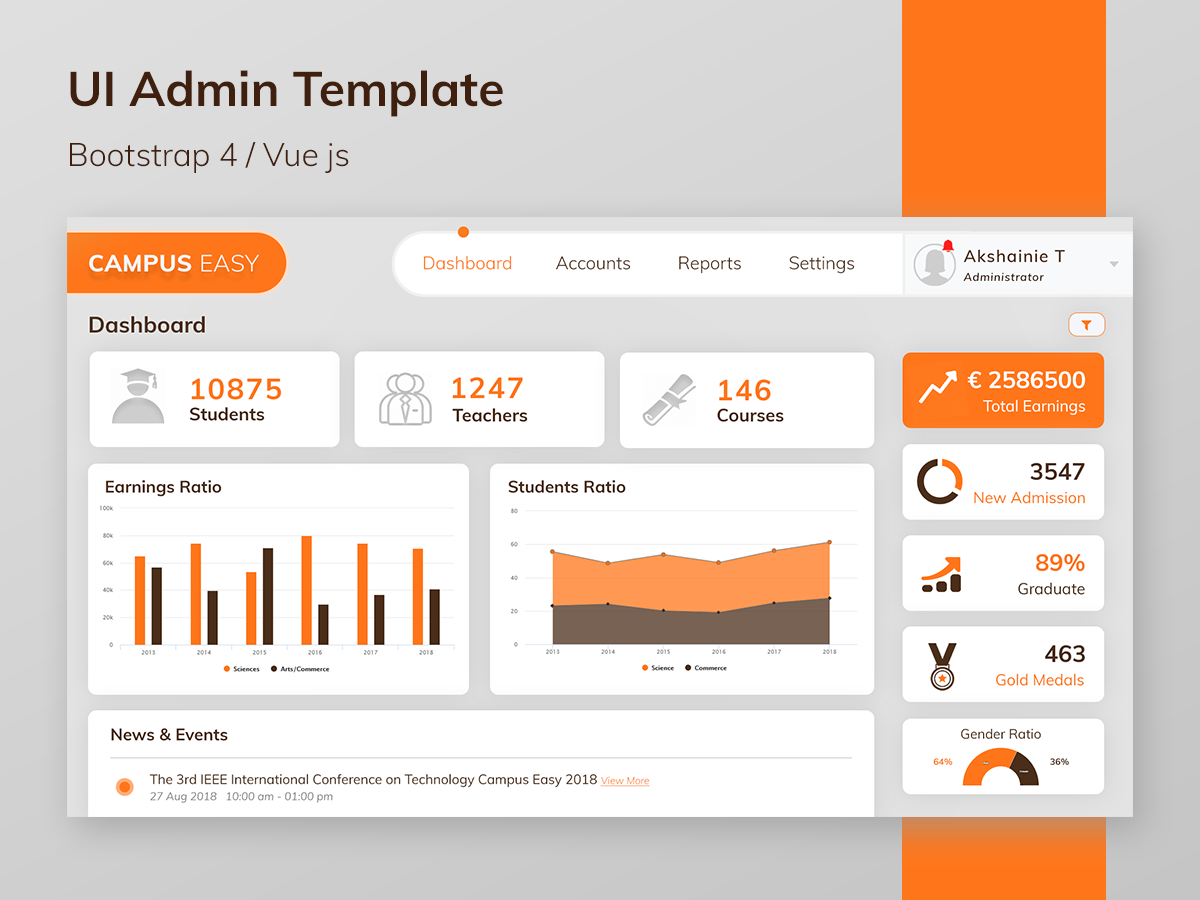 UI Admin Template
Bootstrap 4 / Vue js
CAMPUS EASY
Dashboard
Accounts
Reports
Settings
Akshainie T
Administrator
Dashboard
10875
Students
1247
Teachers
146
Courses
€ 2586500
Total Earnings
Earnings Ratio
100k
80k
60k
40k
20k
0
2013
2014
2015
2016
2017
2018
Sciences
Arts/Commerce
Students Ratio
80
60
40
20
0
2013
2014
2015
2016
2017
2018
Science
Commerce
3547
New Admission
89%
Graduate
463
Gold Medals
Gender Ratio
64%
36%
News & Events
The 3rd IEEE International Conference on Technology Campus Easy 2018 View More
27 Aug 2018 10:00 am - 01:00 pm